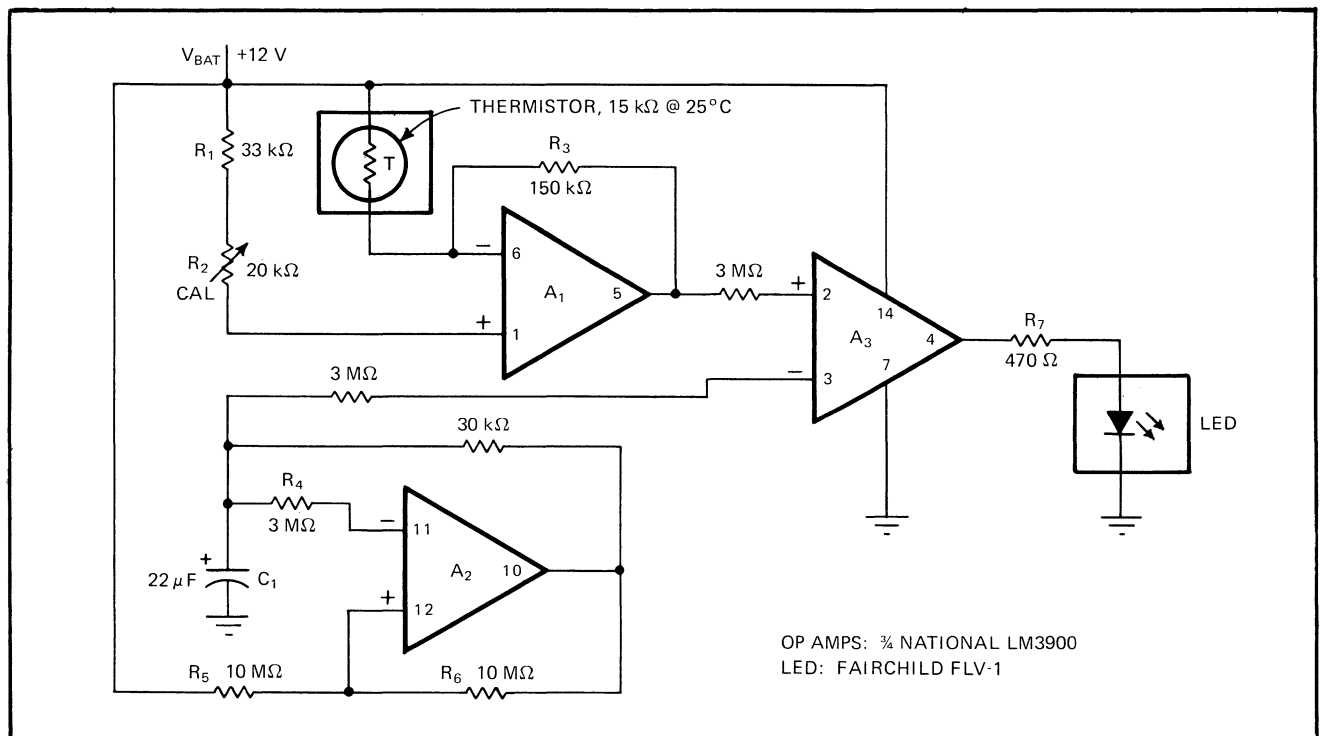 V_BAT +12 V
THERMISTOR, 15 kΩ @ 25°C
R1 33 kΩ
T
R3
150 kΩ
R2 20 kΩ
CAL
− 6
A1 5
+ 1
3 MΩ
+ 2
14
A3 4
7
− 3
R7
470 Ω
LED
3 MΩ
30 kΩ
R4
3 MΩ
− 11
A2 10
+ 12
+
22 μF C1
R5 10 MΩ
R6 10 MΩ
OP AMPS: ¾ NATIONAL LM3900
LED: FAIRCHILD FLV-1